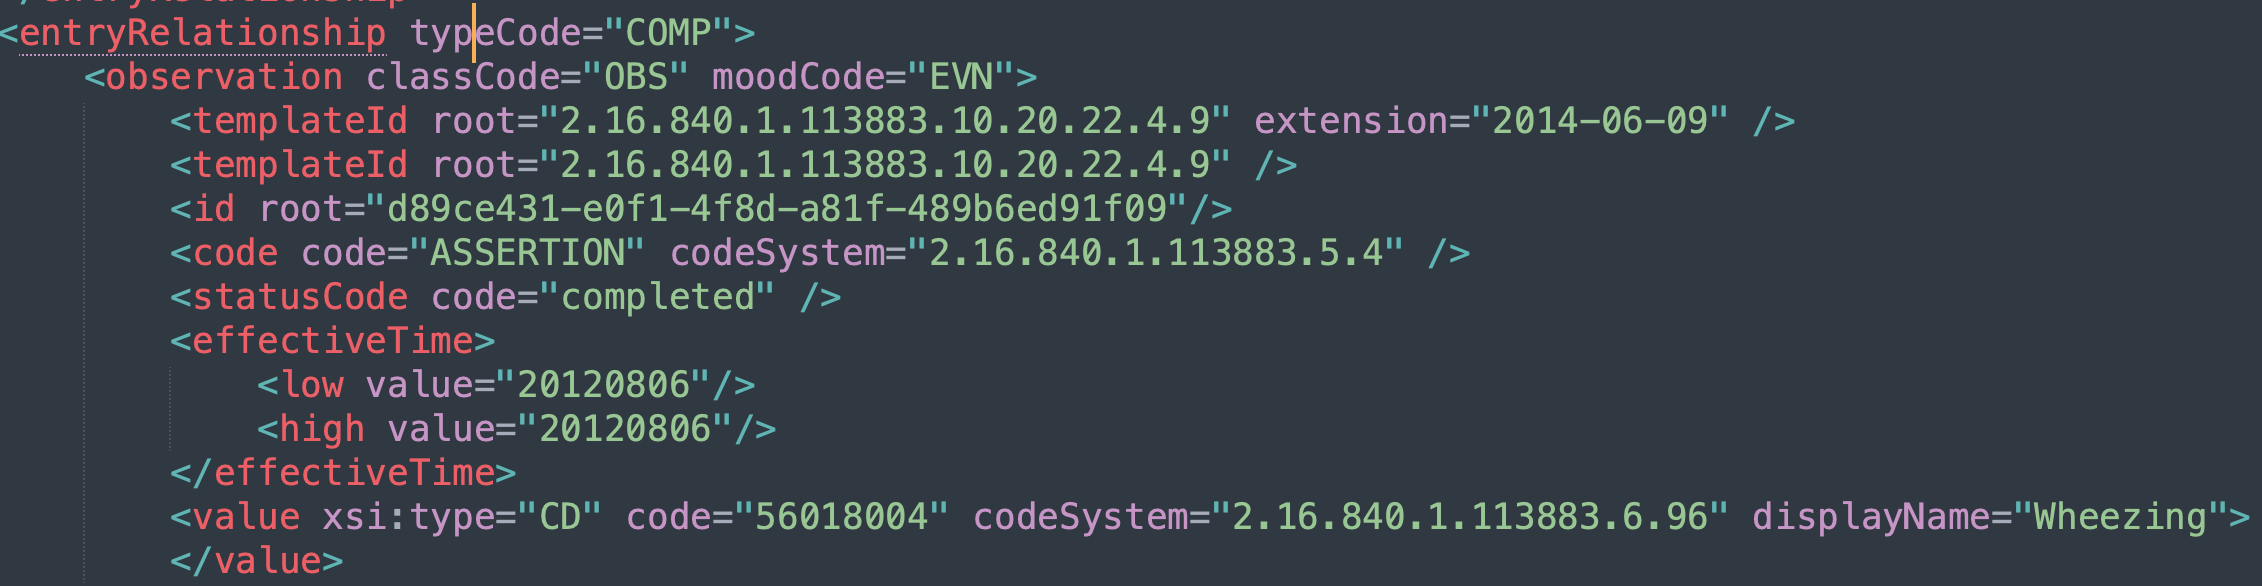 <entryRelationship typeCode="COMP">
<observation classCode="OBS" moodCode="EVN">
<templateId root="2.16.840.1.113883.10.20.22.4.9" extension="2014-06-09" />
<templateId root="2.16.840.1.113883.10.20.22.4.9" />
<id root="d89ce431-e0f1-4f8d-a81f-489b6ed91f09"/>
<code code="ASSERTION" codeSystem="2.16.840.1.113883.5.4" />
<statusCode code="completed" />
<effectiveTime>
<low value="20120806"/>
<high value="20120806"/>
</effectiveTime>
<value xsi:type="CD" code="56018004" codeSystem="2.16.840.1.113883.6.96" displayName="Wheezing">
</value>